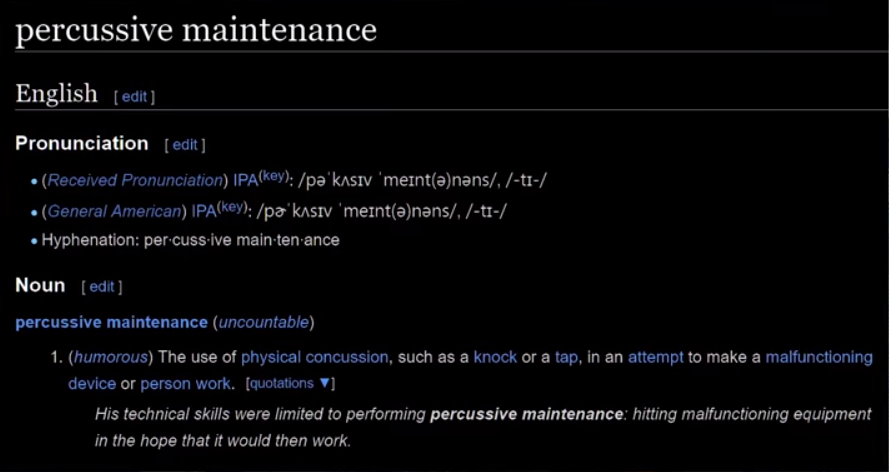 percussive maintenance
English [ edit ]
Pronunciation [ edit ]
• (Received Pronunciation) IPA(key): /pəˈkʌsɪv ˈmeɪnt(ə)nəns/, /-tɪ-/
• (General American) IPA(key): /pɚˈkʌsɪv ˈmeɪnt(ə)nəns/, /-tɪ-/
• Hyphenation: per‧cuss‧ive main‧ten‧ance
Noun [ edit ]
percussive maintenance (uncountable)
1. (humorous) The use of physical concussion, such as a knock or a tap, in an attempt to make a malfunctioning
device or person work. [quotations ▼]
His technical skills were limited to performing percussive maintenance: hitting malfunctioning equipment
in the hope that it would then work.